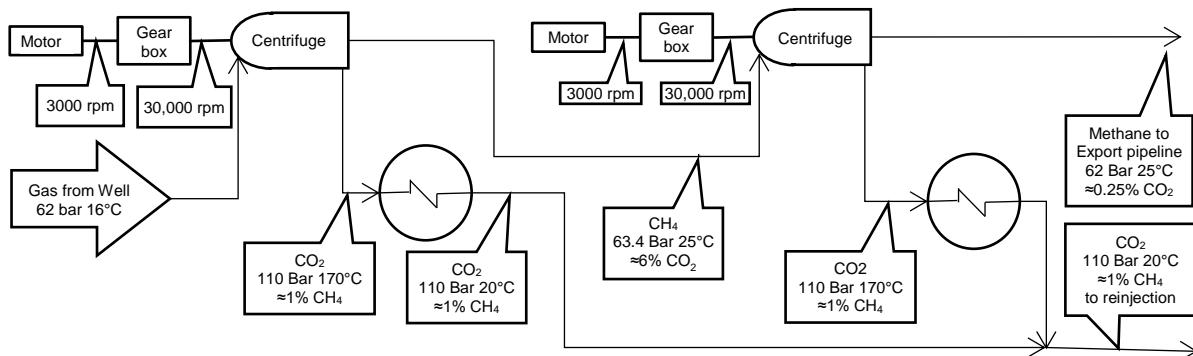 Motor
Gear
box
Centrifuge
3000 rpm
30,000 rpm
Gas from Well
62 bar 16°C
CO₂
110 Bar 170°C
≈1% CH₄
CO₂
110 Bar 20°C
≈1% CH₄
Motor
Gear
box
Centrifuge
3000 rpm
30,000 rpm
CH₄
63.4 Bar 25°C
≈6% CO₂
CO2
110 Bar 170°C
≈1% CH₄
Methane to
Export pipeline
62 Bar 25°C
≈0.25% CO₂
CO₂
110 Bar 20°C
≈1% CH₄
to reinjection